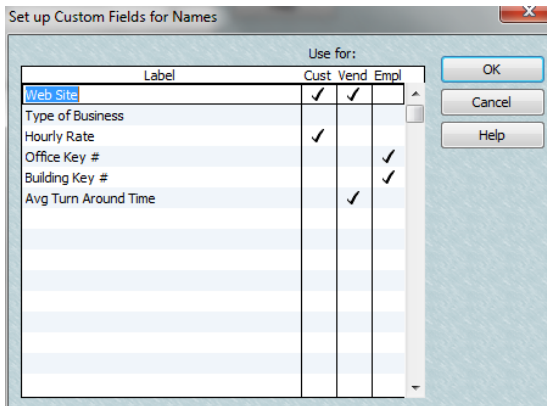 Set up Custom Fields for Names
Use for:
Label Cust Vend Empl
Web Site ✓ ✓
Type of Business
Hourly Rate ✓
Office Key # ✓
Building Key # ✓
Avg Turn Around Time ✓
OK
Cancel
Help